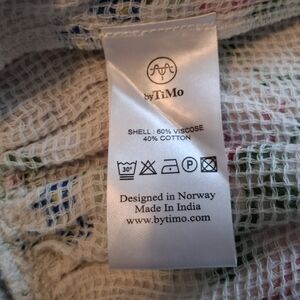 byTiMo
SHELL : 60% VISCOSE
40% COTTON
30°
P
Designed in Norway
Made In India
www.bytimo.com